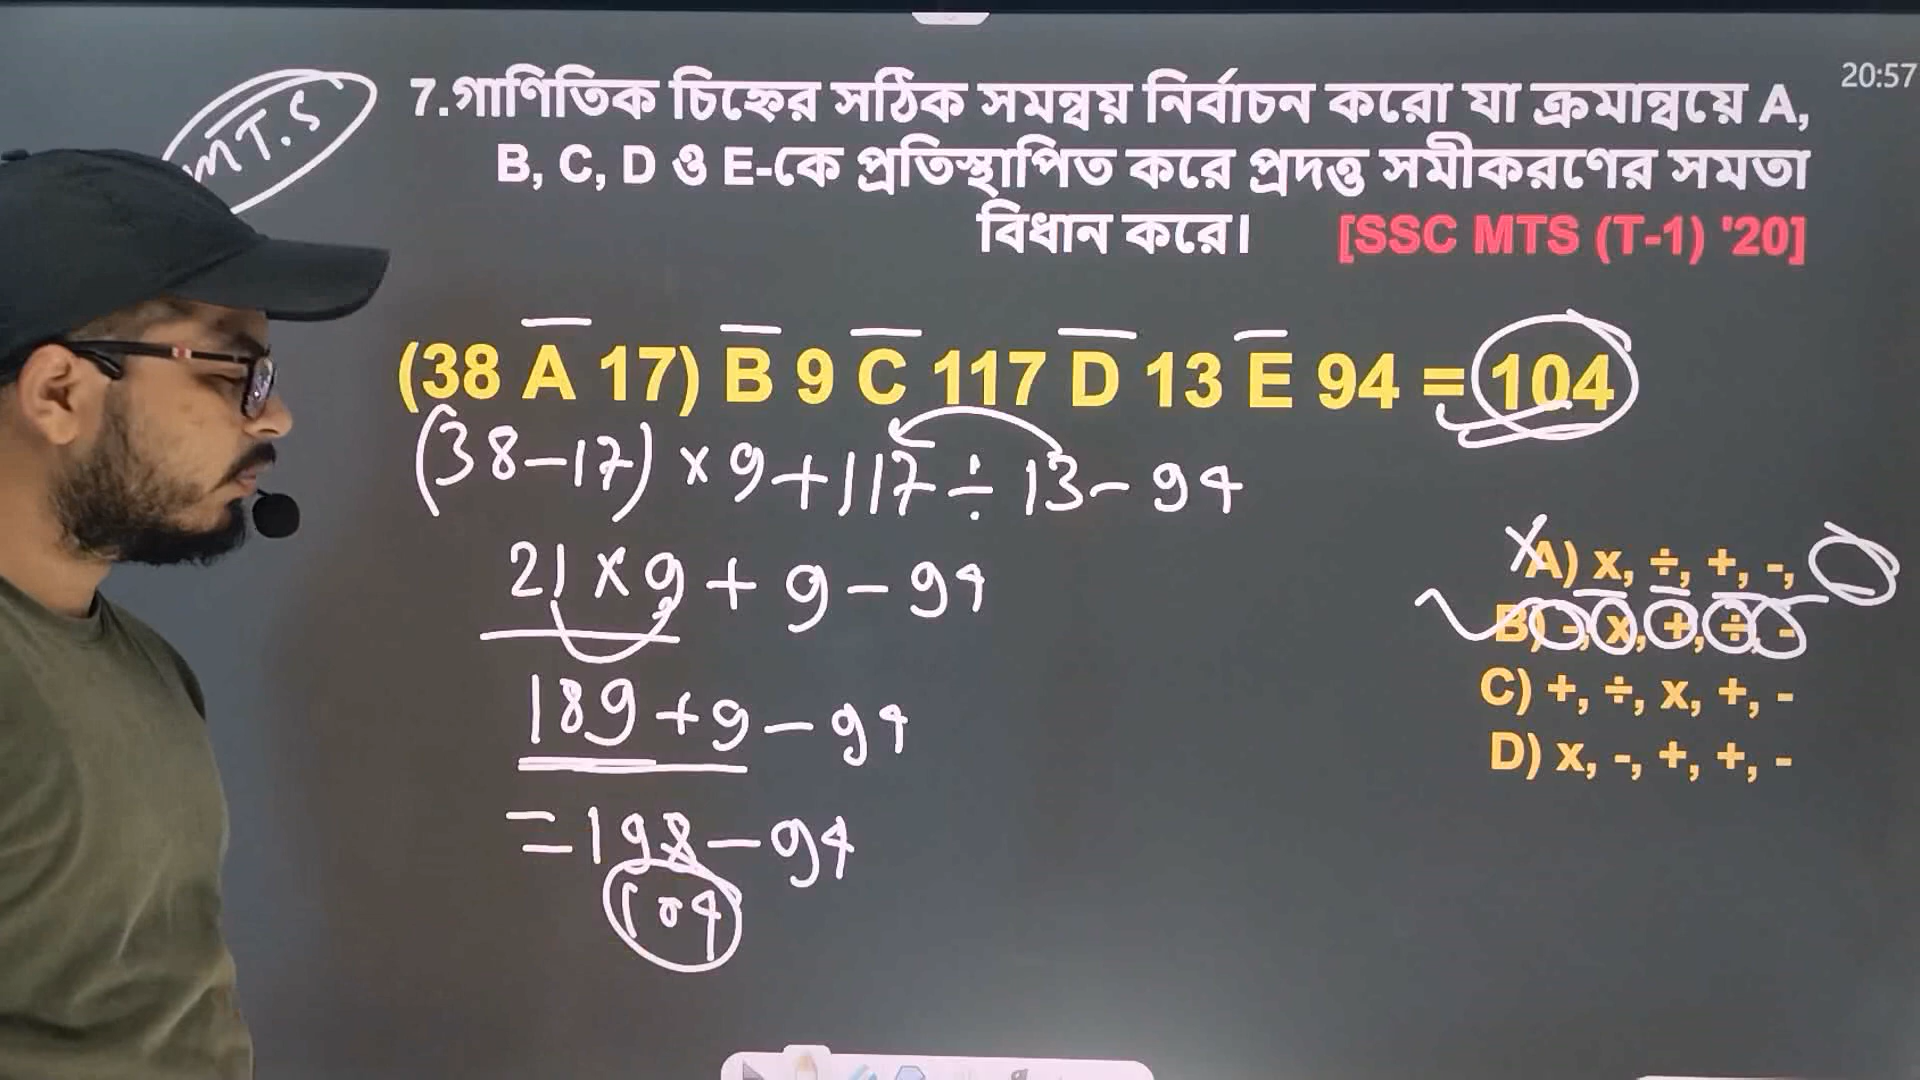 20:57
MT.S
7.গাণিতিক চিহ্নের সঠিক সমন্বয় নির্বাচন করো যা ক্রমান্বয়ে A,
B, C, D ও E-কে প্রতিস্থাপিত করে প্রদত্ত সমীকরণের সমতা
বিধান করে। [SSC MTS (T-1) '20]
(38 A 17) B 9 C 117 D 13 E 94 = 104
(38-17) × 9 + 117 ÷ 13 - 94
21 × 9 + 9 - 94
189 + 9 - 94
= 198 - 94
104
A) x, ÷, +, -,
B) -, x, +, ÷, -
C) +, ÷, x, +, -
D) x, -, +, +, -